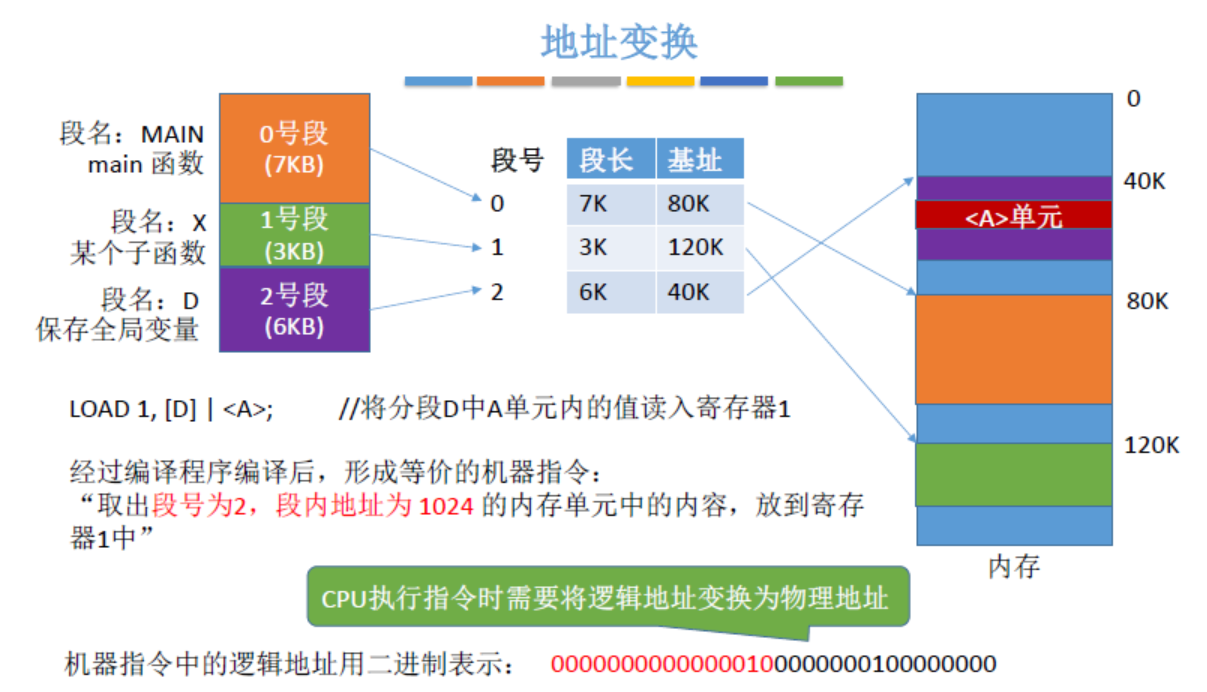 地址变换
段名：MAIN
main 函数
0号段
(7KB)
段名：X
某个子函数
1号段
(3KB)
段名：D
保存全局变量
2号段
(6KB)
段号 段长 基址
0 7K 80K
1 3K 120K
2 6K 40K
0
40K
<A>单元
80K
120K
内存
LOAD 1, [D] | <A>; //将分段D中A单元内的值读入寄存器1
经过编译程序编译后，形成等价的机器指令：
“取出段号为2，段内地址为 1024 的内存单元中的内容，放到寄存
器1中”
CPU执行指令时需要将逻辑地址变换为物理地址
机器指令中的逻辑地址用二进制表示： 00000000000000100000000100000000